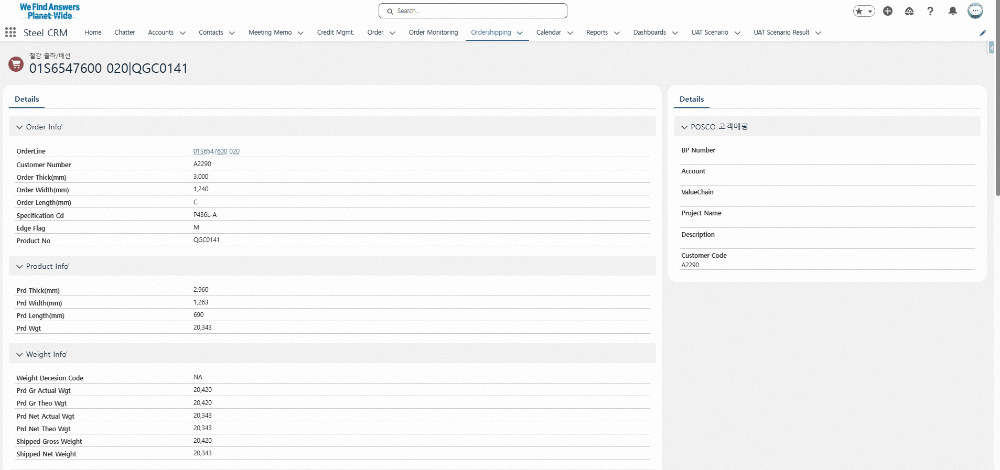 We Find Answers
Planet Wide
Search...
Steel CRM
Home
Chatter
Accounts
Contacts
Meeting Memo
Credit Mgmt.
Order
Order Monitoring
Ordershipping
Calendar
Reports
Dashboards
UAT Scenario
UAT Scenario Result
철강 출하/배선
01S6547600 020|QGC0141
Details
Order Info'
OrderLine 01S6547600 020
Customer Number A2290
Order Thick(mm) 3.000
Order Width(mm) 1,240
Order Length(mm) C
Specification Cd P436L-A
Edge Flag M
Product No QGC0141
Product Info'
Prd Thick(mm) 2.960
Prd Width(mm) 1,263
Prd Length(mm) 690
Prd Wgt 20,343
Weight Info'
Weight Decesion Code NA
Prd Gr Actual Wgt 20,420
Prd Gr Theo Wgt 20,420
Prd Net Actual Wgt 20,343
Prd Net Theo Wgt 20,343
Shipped Gross Weight 20,420
Shipped Net Weight 20,343
Details
POSCO 고객매핑
BP Number
Account
ValueChain
Project Name
Description
Customer Code
A2290